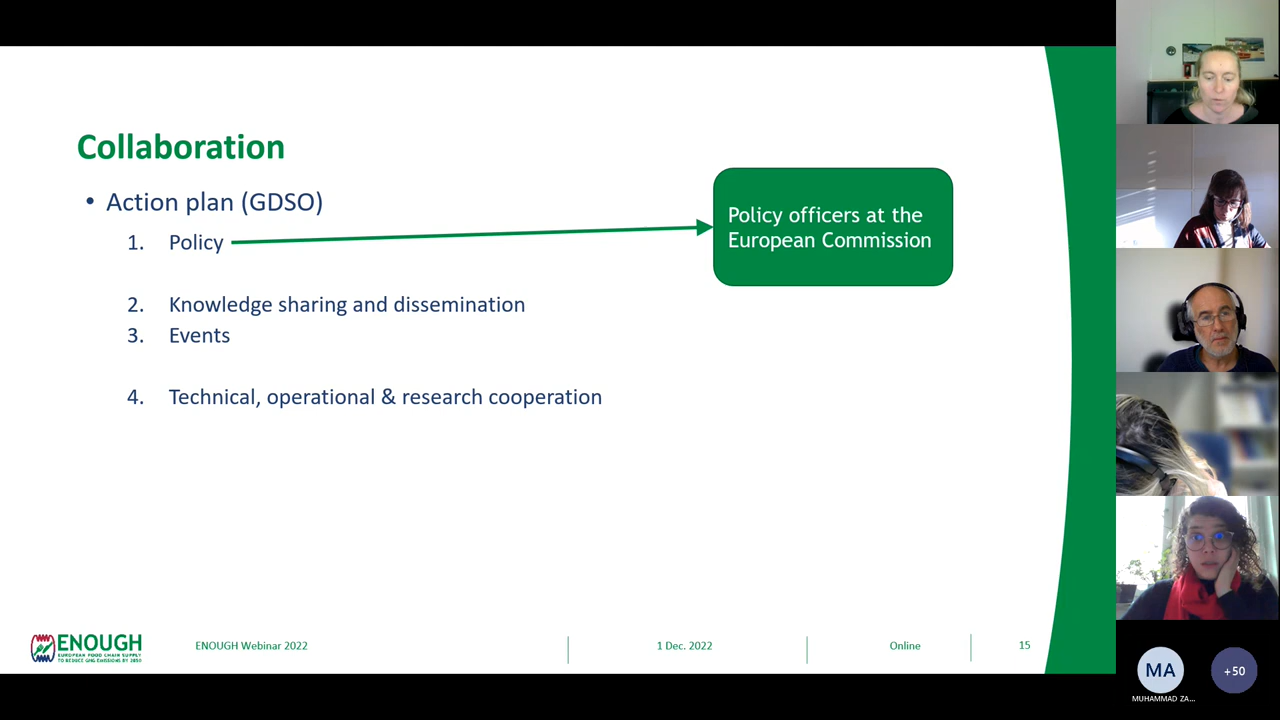 Collaboration
• Action plan (GDSO)
1. Policy
Policy officers at the
European Commission
2. Knowledge sharing and dissemination
3. Events
4. Technical, operational & research cooperation
ENOUGH
EUROPEAN FOOD CHAIN SUPPLY
TO REDUCE GHG EMISSIONS BY 2050
ENOUGH Webinar 2022
1 Dec. 2022
Online
15
MA
+50
MUHAMMAD ZA...